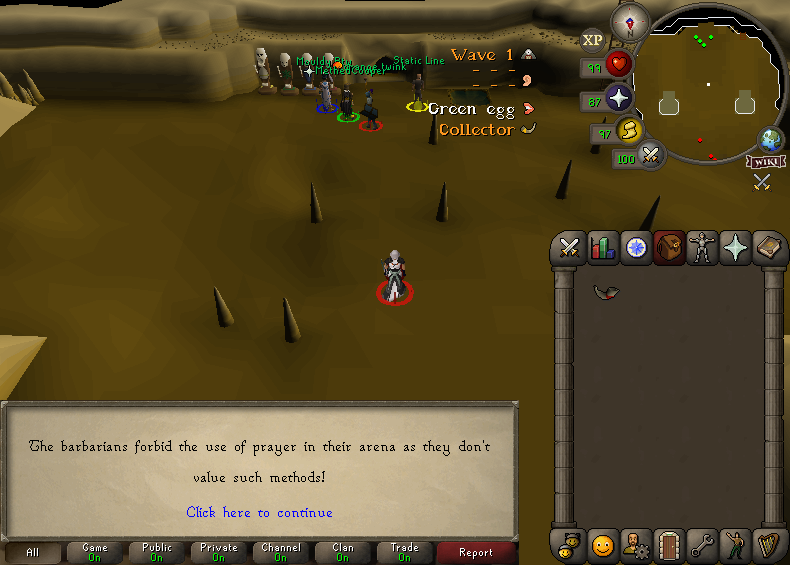 Static Line
Wave 1
- - -
- - -
Green egg
Collector
XP
99
67
97
100
WIKI
The barbarians forbid the use of prayer in their arena as they don't
value such methods!
Click here to continue
All
Game
On
Public
On
Private
On
Channel
On
Clan
On
Trade
On
Report